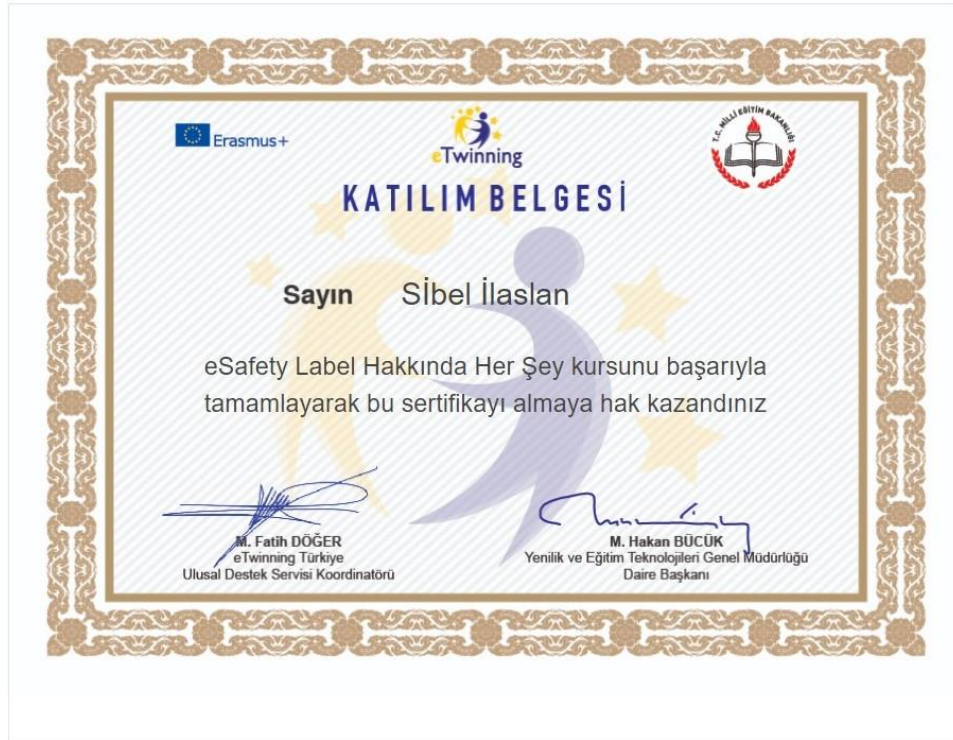 Erasmus+
eTwinning
T.C. MİLLİ EĞİTİM BAKANLIĞI
KATILIM BELGESİ
Sayın Sİbel İlaslan
eSafety Label Hakkında Her Şey kursunu başarıyla
tamamlayarak bu sertifikayı almaya hak kazandınız
M. Fatih DÖĞER
eTwinning Türkiye
Ulusal Destek Servisi Koordinatörü
M. Hakan BÜCÜK
Yenilik ve Eğitim Teknolojileri Genel Müdürlüğü
Daire Başkanı